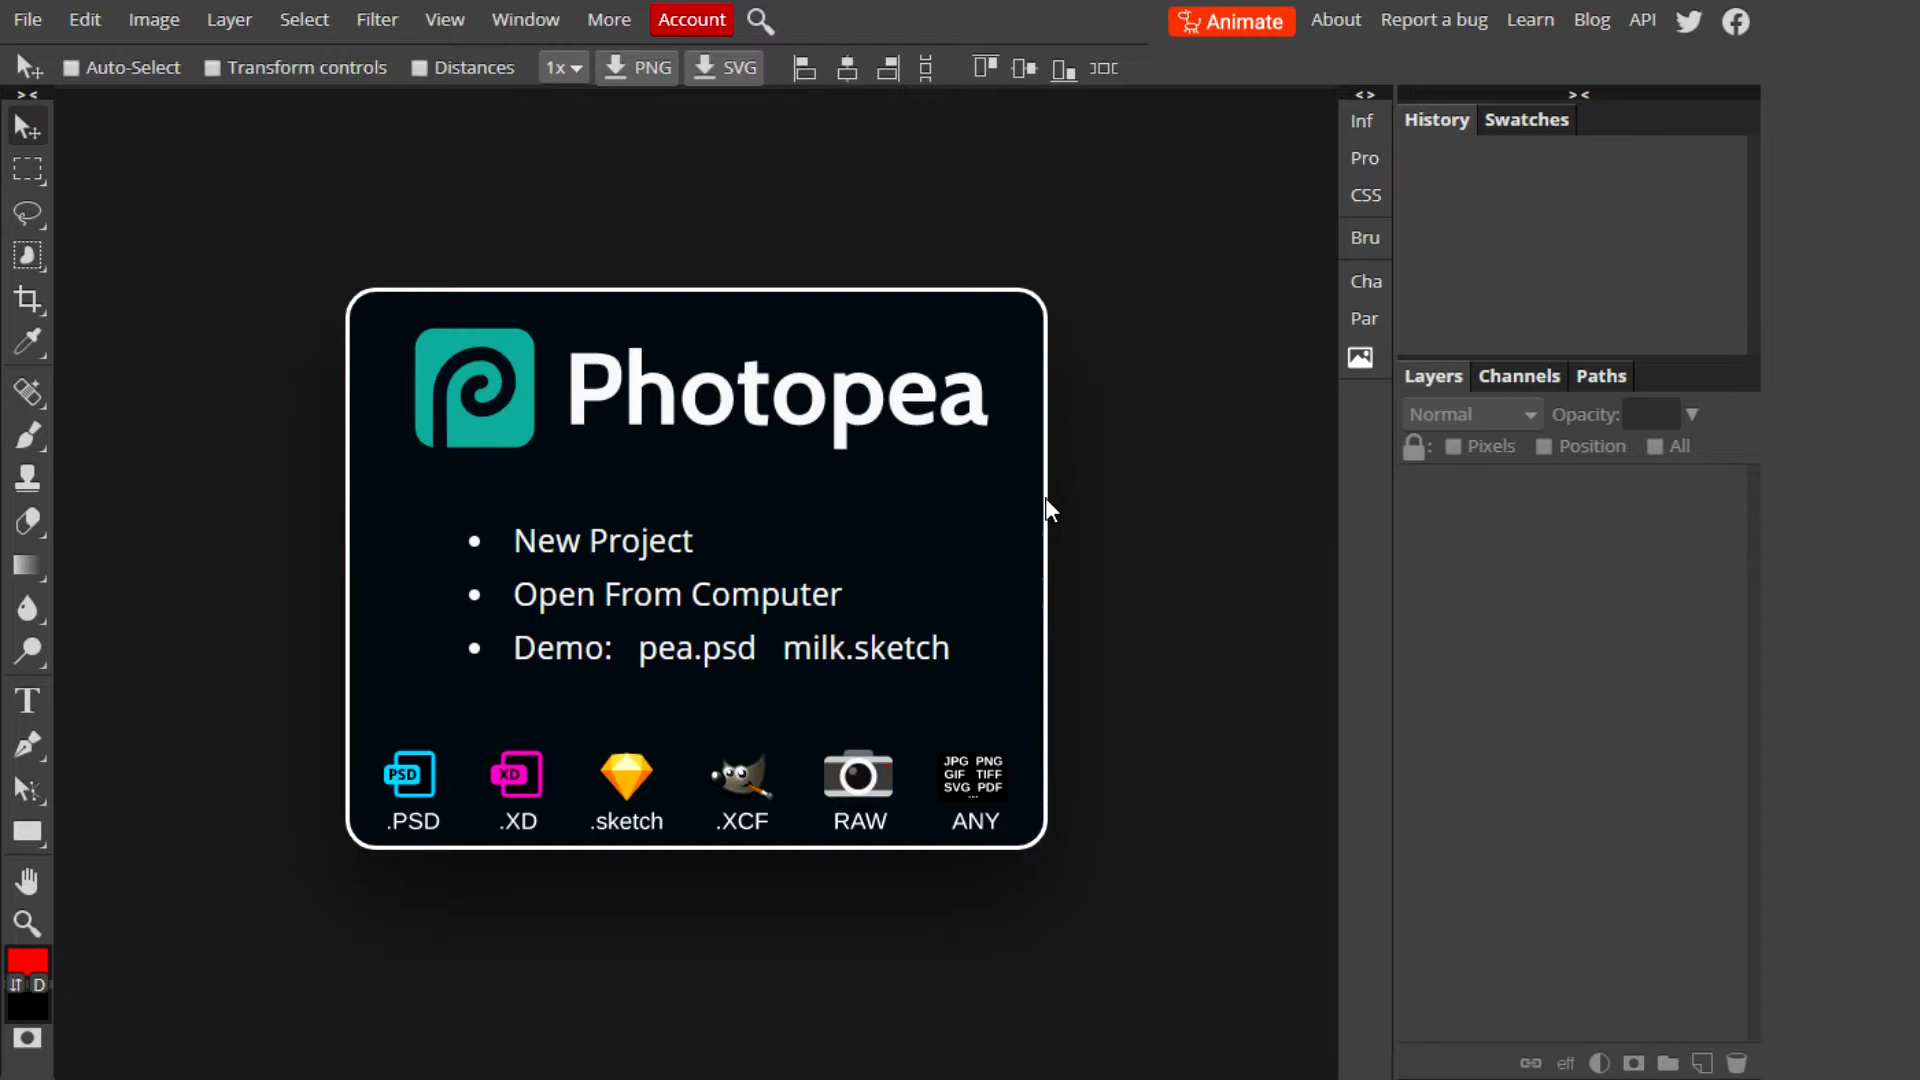 File Edit Image Layer Select Filter View Window More Account Animate About Report a bug Learn Blog API
Auto-Select Transform controls Distances 1x PNG SVG
> < < > > <
Inf
Pro
CSS
Bru
Cha
Par
History Swatches
Layers Channels Paths
Normal Opacity:
: Pixels Position All
Photopea
• New Project
• Open From Computer
• Demo: pea.psd milk.sketch
PSD XD JPG PNG
GIF TIFF
SVG PDF
...
.PSD .XD .sketch .XCF RAW ANY
T
D
eff